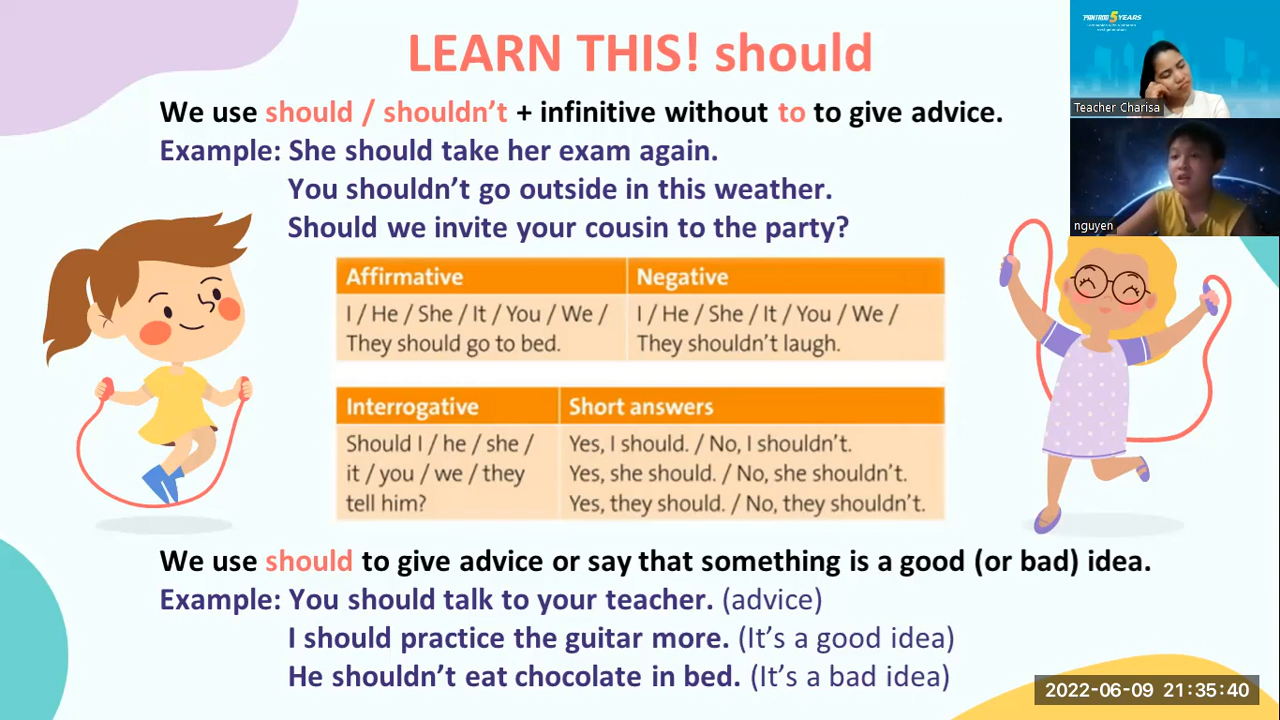 LEARN THIS! should
We use should / shouldn't + infinitive without to to give advice.
Example: She should take her exam again.
You shouldn't go outside in this weather.
Should we invite your cousin to the party?
Affirmative
Negative
I / He / She / It / You / We /
They should go to bed.
I / He / She / It / You / We /
They shouldn't laugh.
Interrogative
Short answers
Should I / he / she /
it / you / we / they
tell him?
Yes, I should. / No, I shouldn't.
Yes, she should. / No, she shouldn't.
Yes, they should. / No, they shouldn't.
We use should to give advice or say that something is a good (or bad) idea.
Example: You should talk to your teacher. (advice)
I should practice the guitar more. (It's a good idea)
He shouldn't eat chocolate in bed. (It's a bad idea)
5 YEARS
Teacher Charisa
nguyen
2022-06-09 21:35:40